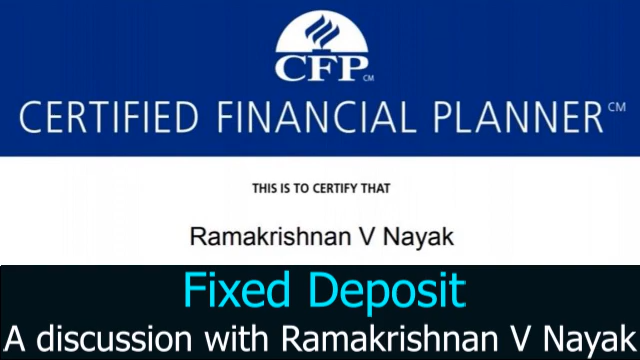 CFP CM
CERTIFIED FINANCIAL PLANNER CM
THIS IS TO CERTIFY THAT
Ramakrishnan V Nayak
Fixed Deposit
A discussion with Ramakrishnan V Nayak